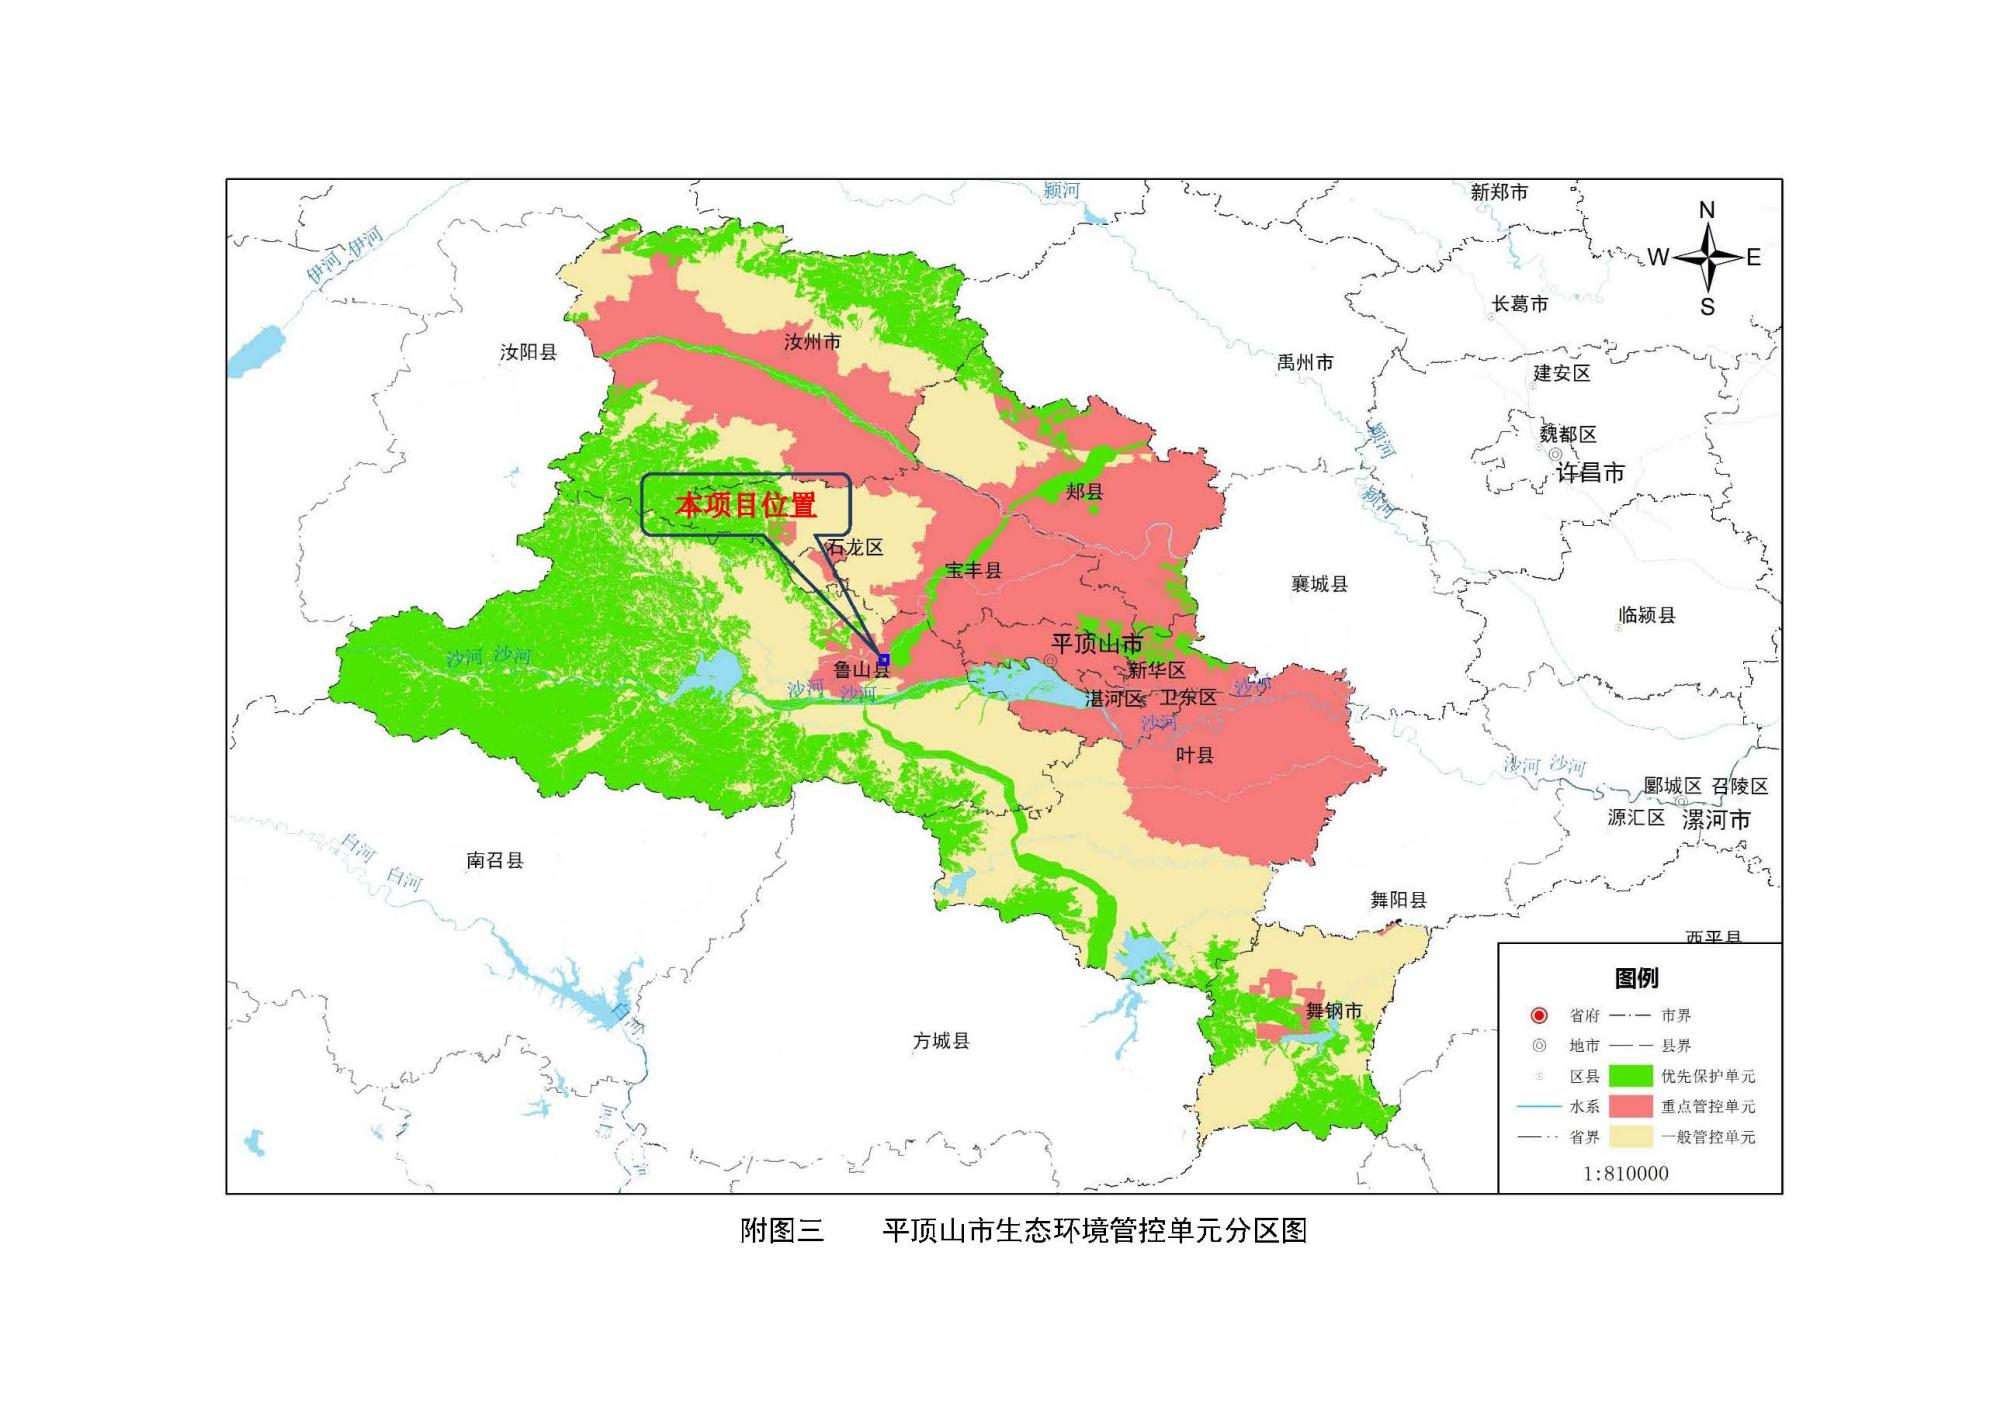 颍河
新郑市
N
W E
S
伊河 伊河
长葛市
汝州市
汝阳县
禹州市
建安区
颍河
魏都区
许昌市
郏县
颍河
本项目位置
石龙区
宝丰县
襄城县
临颍县
平顶山市
沙河 沙河
鲁山县
新华区
沙河 沙河
湛河区 卫东区
沙河
沙河
叶县
沙河 沙河
郾城区 召陵区
源汇区 漯河市
白河
白河
南召县
舞阳县
西平县
白河
舞钢市
方城县
图例
省府 市界
地市 县界
区县 优先保护单元
水系 重点管控单元
省界 一般管控单元
1:810000
附图三 平顶山市生态环境管控单元分区图